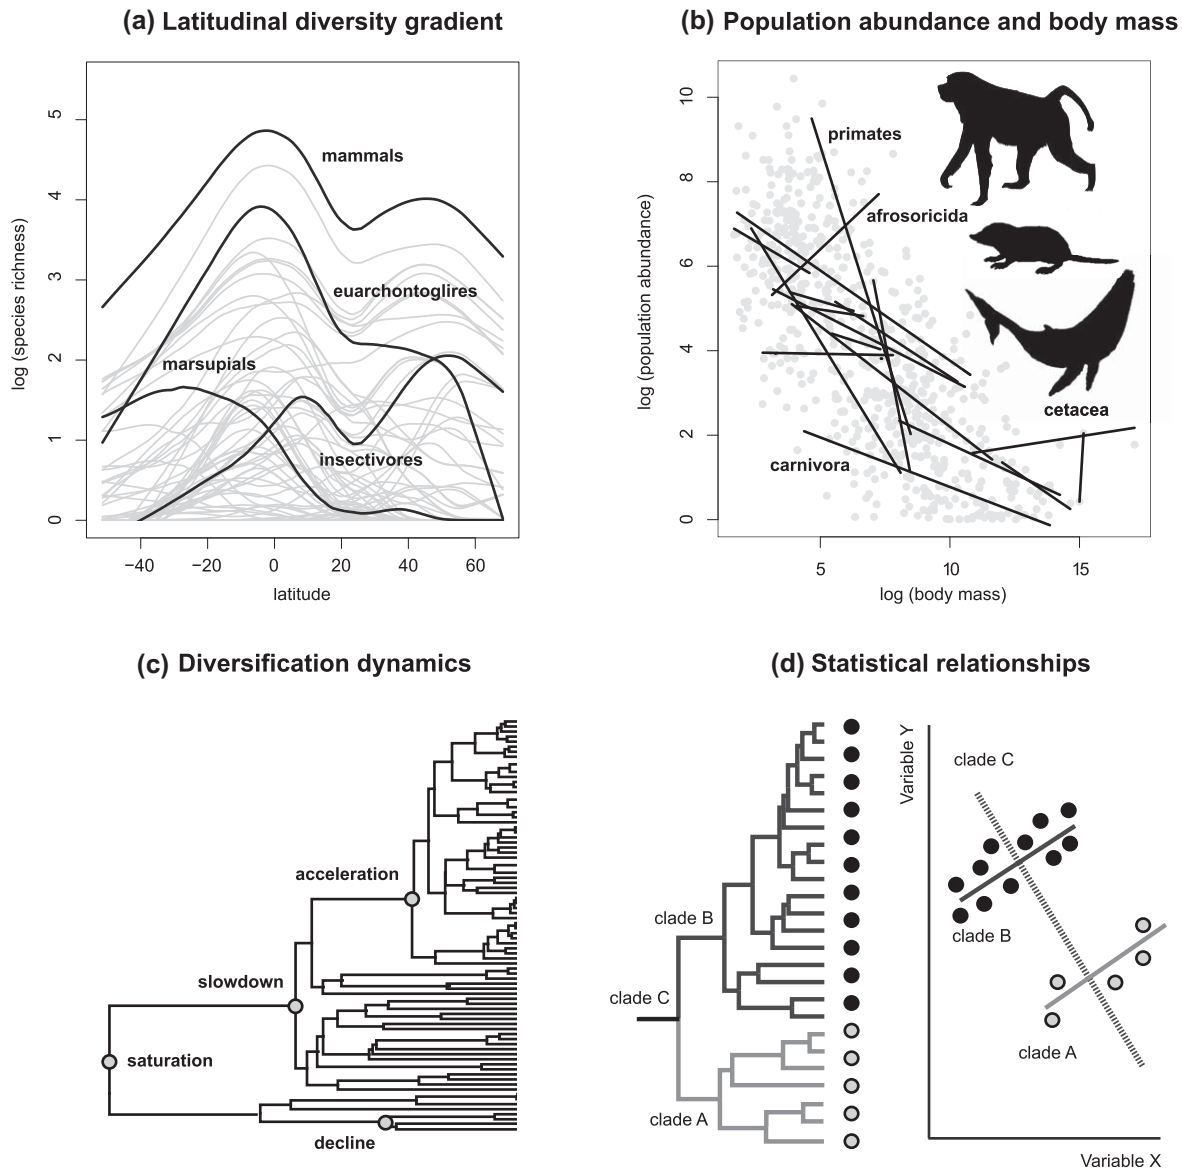 (a) Latitudinal diversity gradient
log (species richness)
5
4
3
2
1
0
mammals
euarchontoglires
marsupials
insectivores
−40
−20
0
20
40
60
latitude
(b) Population abundance and body mass
log (population abundance)
10
8
6
4
2
0
primates
afrosoricida
cetacea
carnivora
5
10
15
log (body mass)
(c) Diversification dynamics
acceleration
slowdown
saturation
decline
(d) Statistical relationships
clade B
clade C
clade A
Variable Y
clade C
clade B
clade A
Variable X